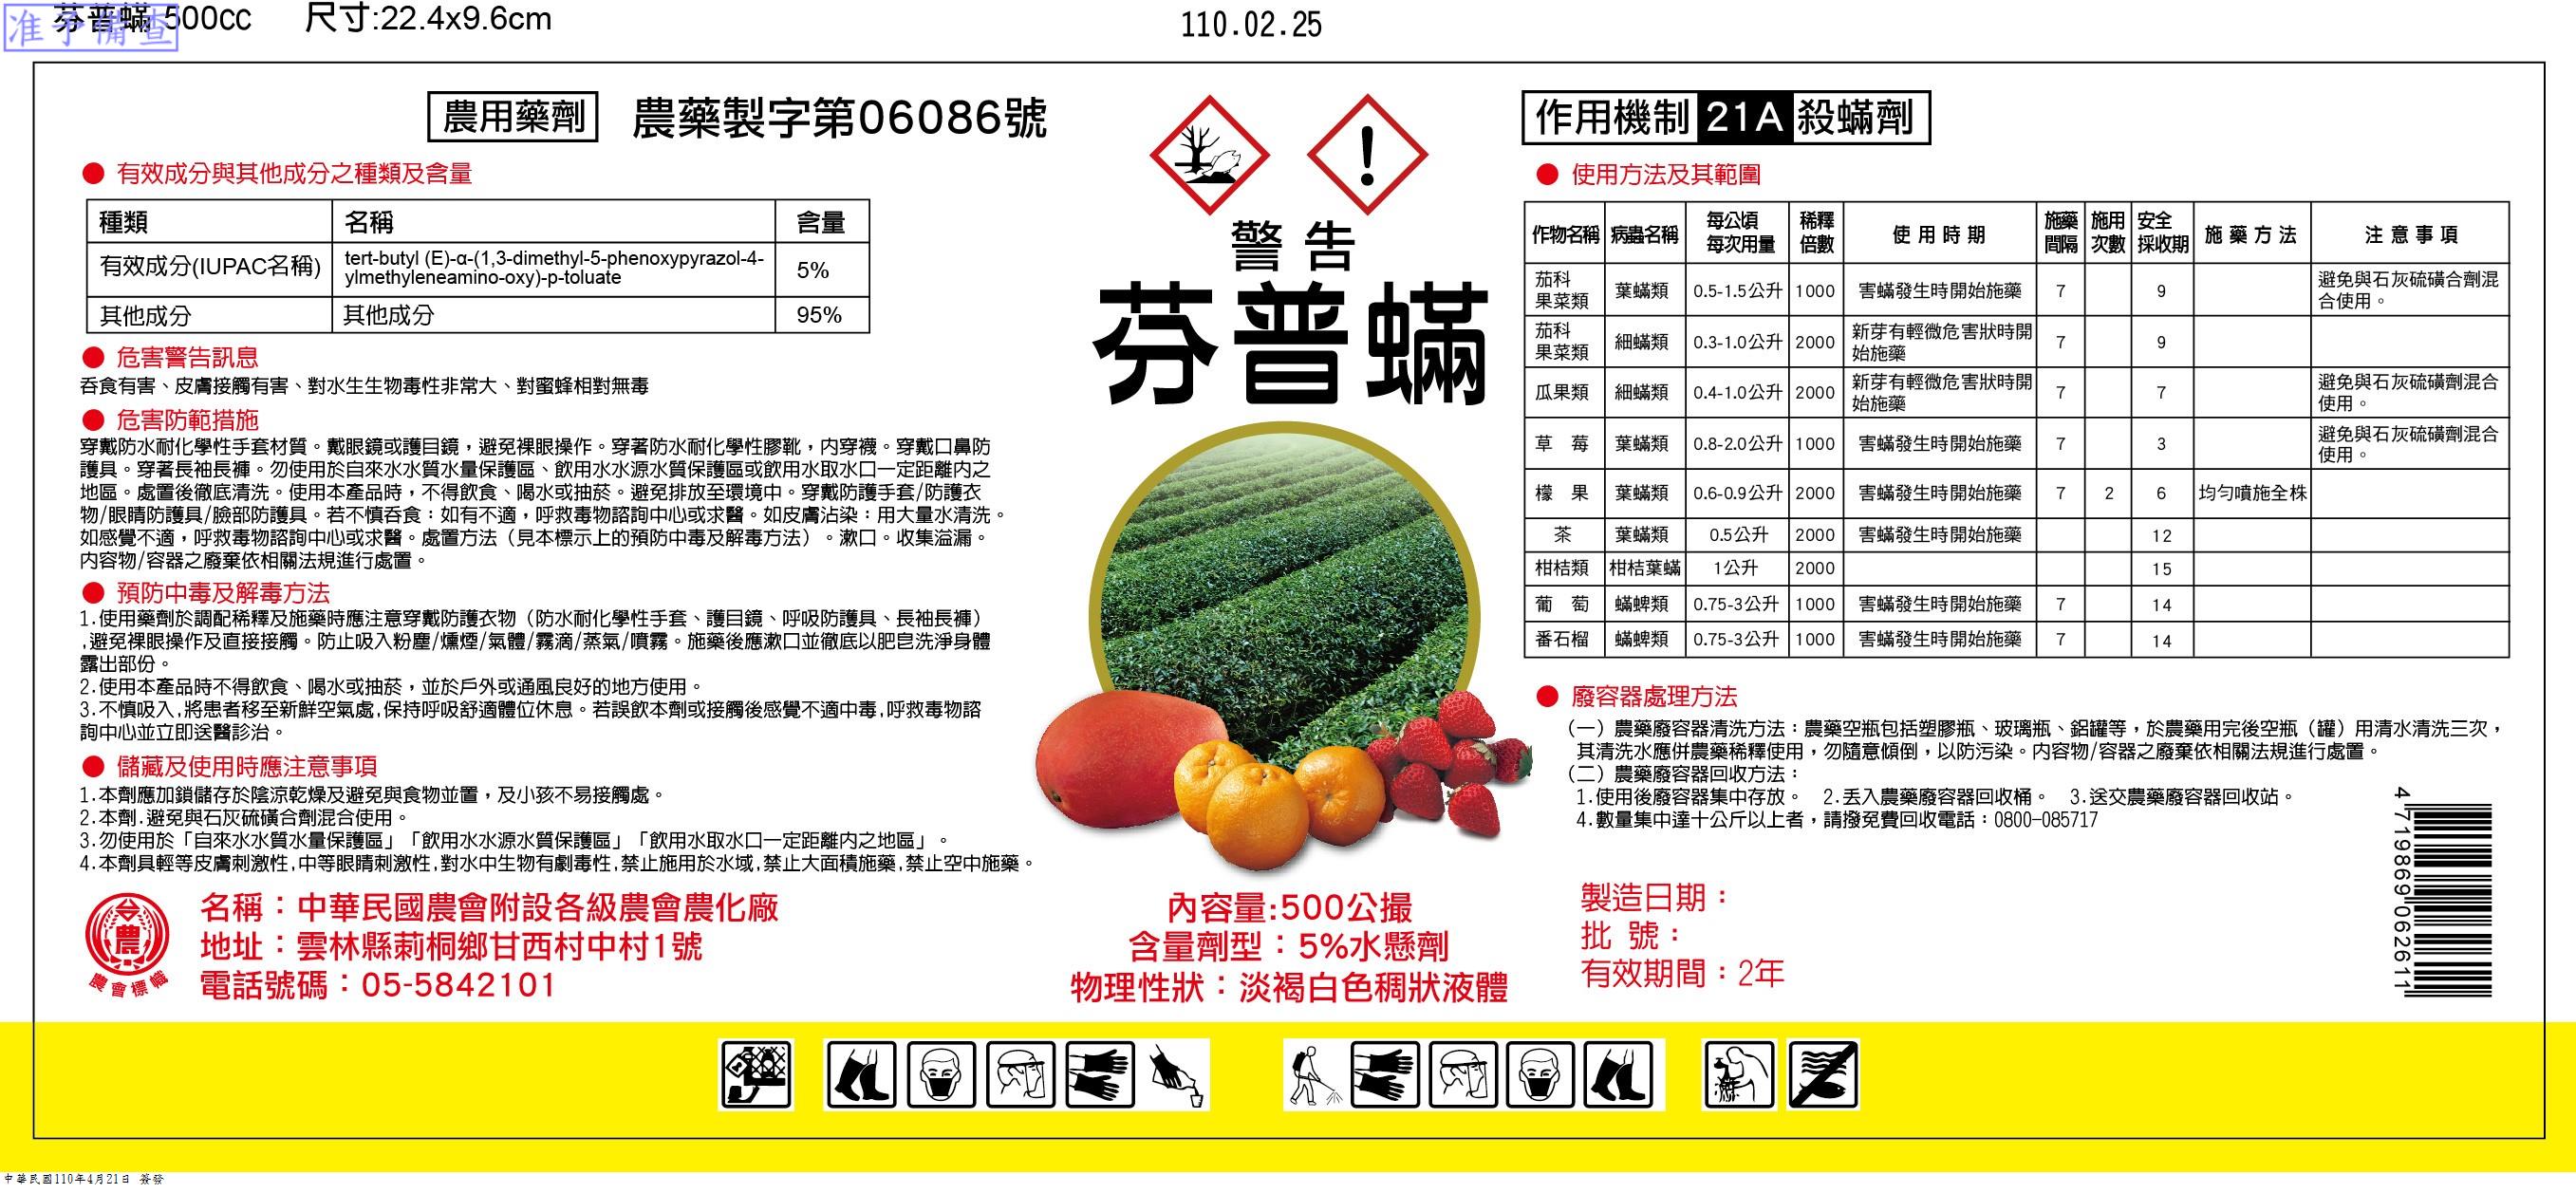 芬普蟎 500cc 尺寸:22.4x9.6cm
准予備查
110.02.25
農用藥劑 農藥製字第06086號
● 有效成分與其他成分之種類及含量
種類 名稱 含量
有效成分(IUPAC名稱) tert-butyl (E)-α-(1,3-dimethyl-5-phenoxypyrazol-4-
ylmethyleneamino-oxy)-p-toluate 5%
其他成分 其他成分 95%
● 危害警告訊息
吞食有害、皮膚接觸有害、對水生生物毒性非常大、對蜜蜂相對無毒
● 危害防範措施
穿戴防水耐化學性手套材質。戴眼鏡或護目鏡，避免裸眼操作。穿著防水耐化學性膠靴，內穿襪。穿戴口鼻防
護具。穿著長袖長褲。勿使用於自來水水質水量保護區、飲用水水源水質保護區或飲用水取水口一定距離內之
地區。處置後徹底清洗。使用本產品時，不得飲食、喝水或抽菸。避免排放至環境中。穿戴防護手套/防護衣
物/眼睛防護具/臉部防護具。若不慎吞食：如有不適，呼救毒物諮詢中心或求醫。如皮膚沾染：用大量水清洗。
如感覺不適，呼救毒物諮詢中心或求醫。處置方法（見本標示上的預防中毒及解毒方法）。漱口。收集溢漏。
內容物/容器之廢棄依相關法規進行處置。
● 預防中毒及解毒方法
1.使用藥劑於調配稀釋及施藥時應注意穿戴防護衣物（防水耐化學性手套、護目鏡、呼吸防護具、長袖長褲）
,避免裸眼操作及直接接觸。防止吸入粉塵/燻煙/氣體/霧滴/蒸氣/噴霧。施藥後應漱口並徹底以肥皂洗淨身體
露出部份。
2.使用本產品時不得飲食、喝水或抽菸，並於戶外或通風良好的地方使用。
3.不慎吸入,將患者移至新鮮空氣處,保持呼吸舒適體位休息。若誤飲本劑或接觸後感覺不適中毒,呼救毒物諮
詢中心並立即送醫診治。
● 儲藏及使用時應注意事項
1.本劑應加鎖儲存於陰涼乾燥及避免與食物並置，及小孩不易接觸處。
2.本劑.避免與石灰硫磺合劑混合使用。
3.勿使用於「自來水水質水量保護區」「飲用水水源水質保護區」「飲用水取水口一定距離內之地區」。
4.本劑具輕等皮膚刺激性,中等眼睛刺激性,對水中生物有劇毒性,禁止施用於水域,禁止大面積施藥,禁止空中施藥。
農
農會標幟
名稱：中華民國農會附設各級農會農化廠
地址：雲林縣莿桐鄉甘西村中村1號
電話號碼：05-5842101
警告
芬普蟎
內容量:500公撮
含量劑型：5%水懸劑
物理性狀：淡褐白色稠狀液體
作用機制 21A 殺蟎劑
● 使用方法及其範圍
作物名稱 病蟲名稱 每公頃每次用量 稀釋倍數 使用時期 施藥間隔 施用次數 安全採收期 施藥方法 注意事項
茄科果菜類 葉蟎類 0.5-1.5公升 1000 害蟎發生時開始施藥 7 9 避免與石灰硫磺合劑混合使用。
茄科果菜類 細蟎類 0.3-1.0公升 2000 新芽有輕微危害狀時開始施藥 7 9
瓜果類 細蟎類 0.4-1.0公升 2000 新芽有輕微危害狀時開始施藥 7 7 避免與石灰硫磺劑混合使用。
草莓 葉蟎類 0.8-2.0公升 1000 害蟎發生時開始施藥 7 3 避免與石灰硫磺劑混合使用。
檬果 葉蟎類 0.6-0.9公升 2000 害蟎發生時開始施藥 7 2 6 均勻噴施全株
茶 葉蟎類 0.5公升 2000 害蟎發生時開始施藥 12
柑桔類 柑桔葉蟎 1公升 2000 15
葡萄 蟎蜱類 0.75-3公升 1000 害蟎發生時開始施藥 7 14
番石榴 蟎蜱類 0.75-3公升 1000 害蟎發生時開始施藥 7 14
● 廢容器處理方法
（一）農藥廢容器清洗方法：農藥空瓶包括塑膠瓶、玻璃瓶、鋁罐等，於農藥用完後空瓶（罐）用清水清洗三次，
其清洗水應併農藥稀釋使用，勿隨意傾倒，以防污染。內容物/容器之廢棄依相關法規進行處置。
（二）農藥廢容器回收方法：
1.使用後廢容器集中存放。 2.丟入農藥廢容器回收桶。 3.送交農藥廢容器回收站。
4.數量集中達十公斤以上者，請撥免費回收電話：0800-085717
製造日期：
批 號：
有效期間：2年
4719869062611
中華民國110年4月21日 簽發